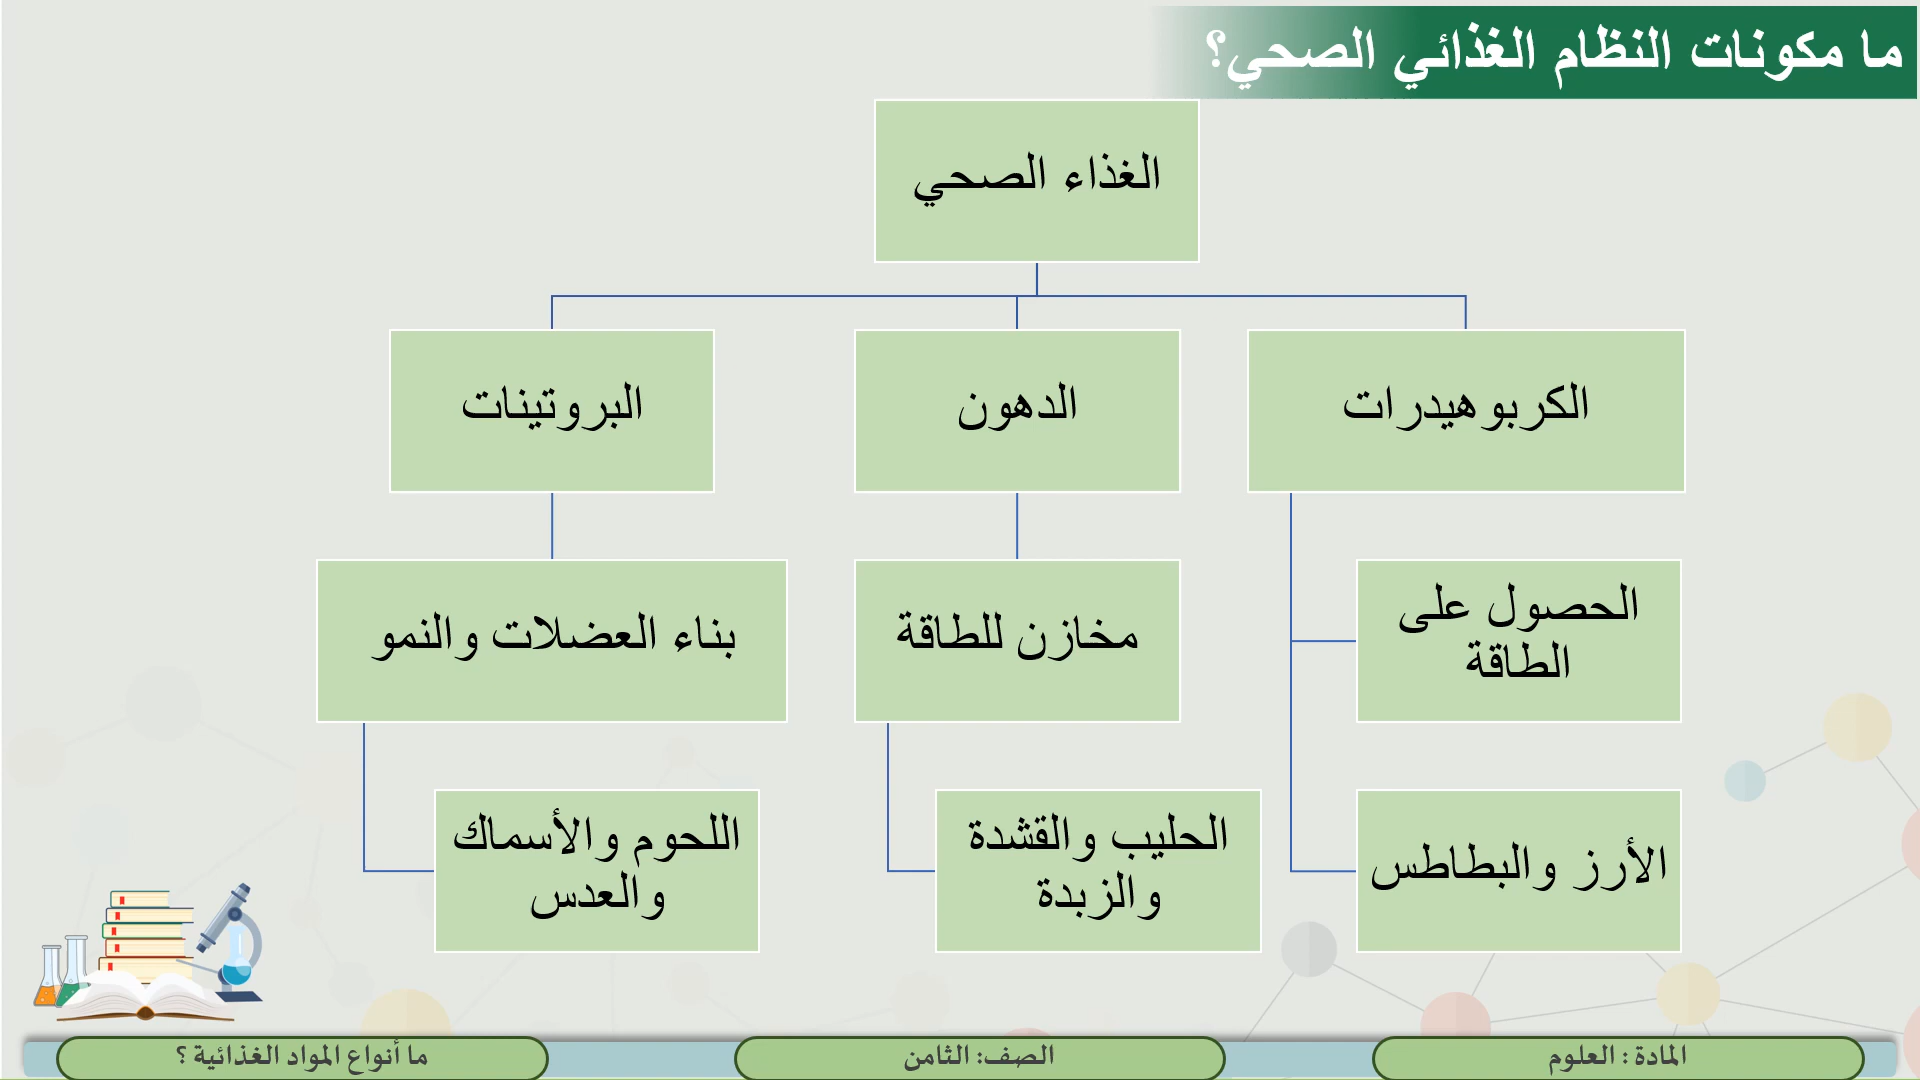 ما مكونات النظام الغذائي الصحي؟
الغذاء الصحي
الكربوهيدرات
الدهون
البروتينات
الحصول على
الطاقة
مخازن للطاقة
بناء العضلات والنمو
الأرز والبطاطس
الحليب والقشدة
والزبدة
اللحوم والأسماك
والعدس
المادة : العلوم
الصف: الثامن
ما أنواع المواد الغذائية ؟